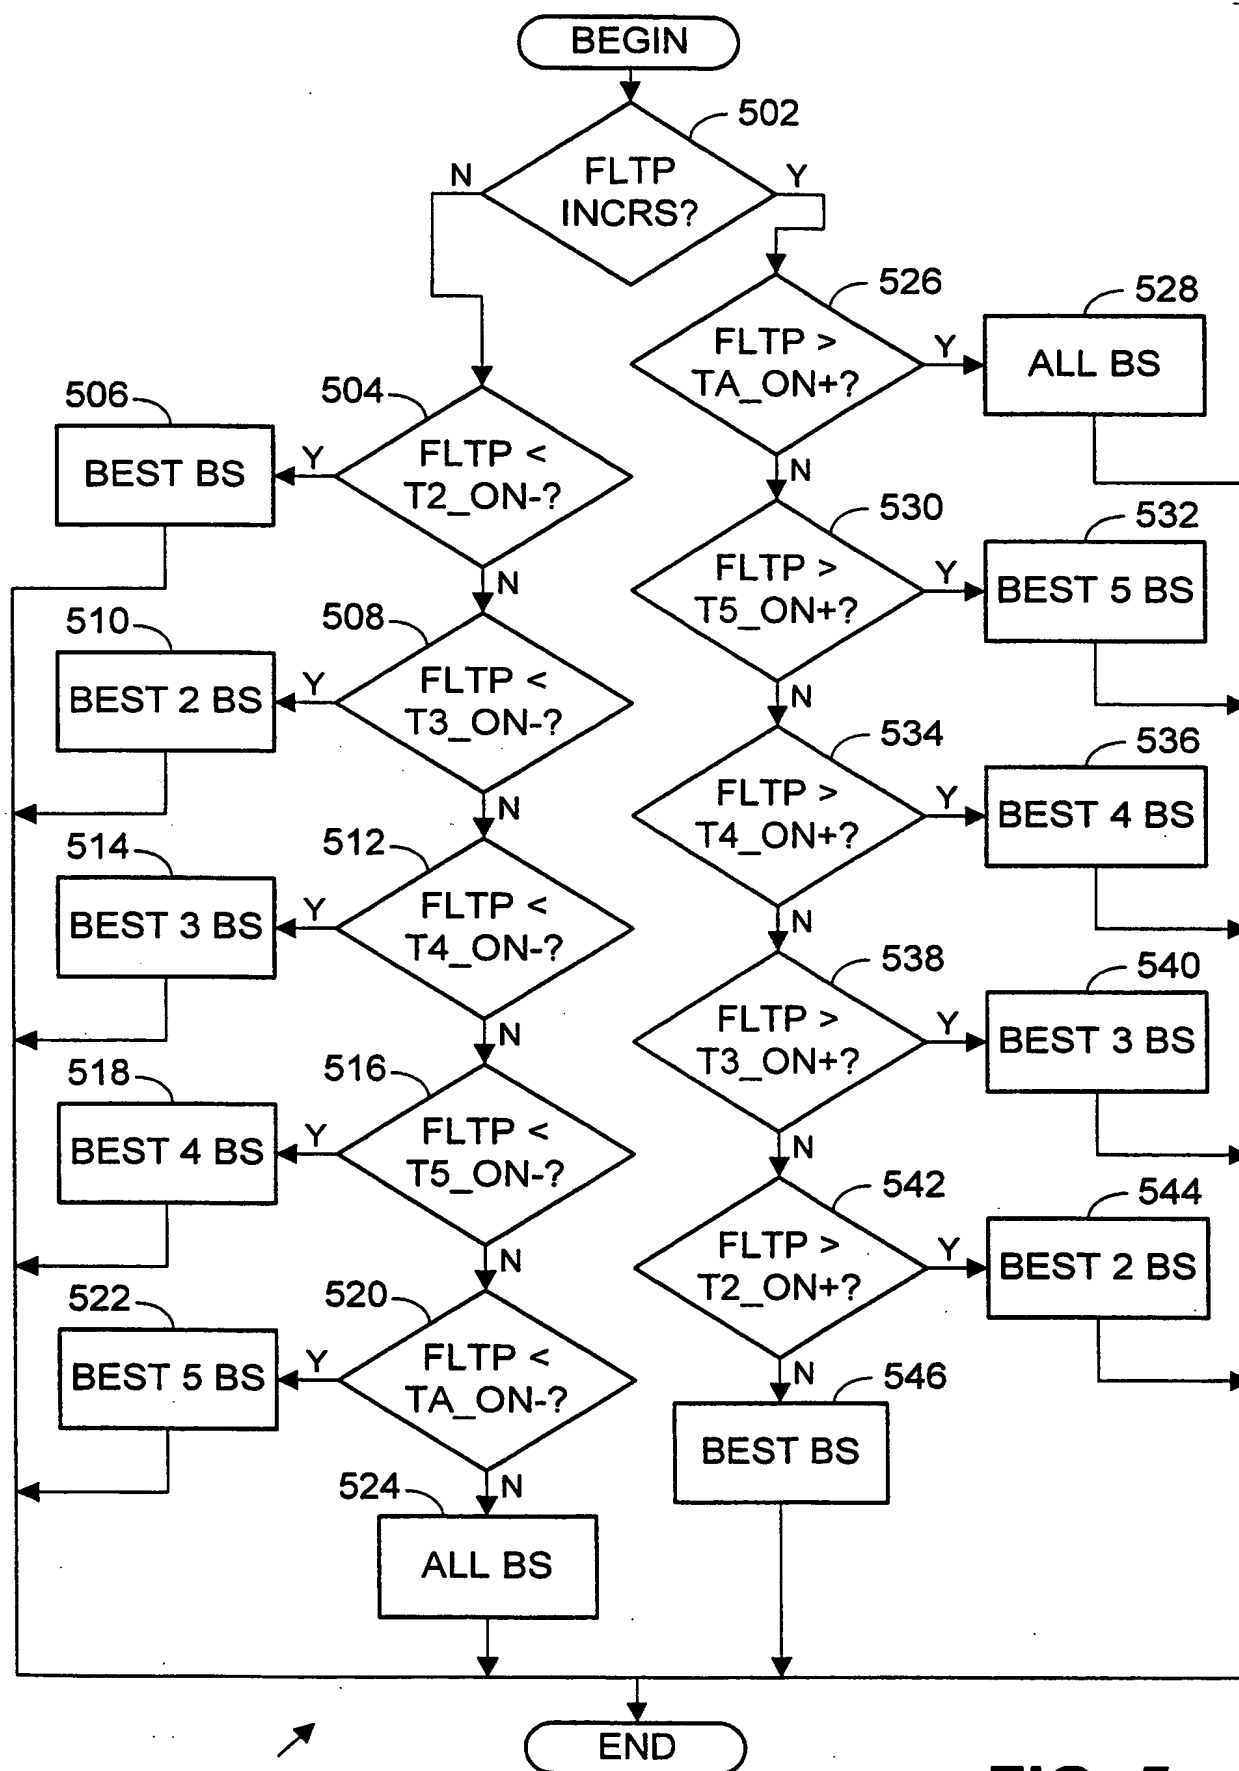 BEGIN
502
FLTP
INCRS?
N
Y
526
FLTP >
TA_ON+?
Y
528
ALL BS
N
504
FLTP <
T2_ON-?
Y
506
BEST BS
N
530
FLTP >
T5_ON+?
Y
532
BEST 5 BS
N
508
FLTP <
T3_ON-?
Y
510
BEST 2 BS
N
534
FLTP >
T4_ON+?
Y
536
BEST 4 BS
N
512
FLTP <
T4_ON-?
Y
514
BEST 3 BS
N
538
FLTP >
T3_ON+?
Y
540
BEST 3 BS
N
516
FLTP <
T5_ON-?
Y
518
BEST 4 BS
N
542
FLTP >
T2_ON+?
Y
544
BEST 2 BS
N
520
FLTP <
TA_ON-?
Y
522
BEST 5 BS
N
546
BEST BS
524
ALL BS
END